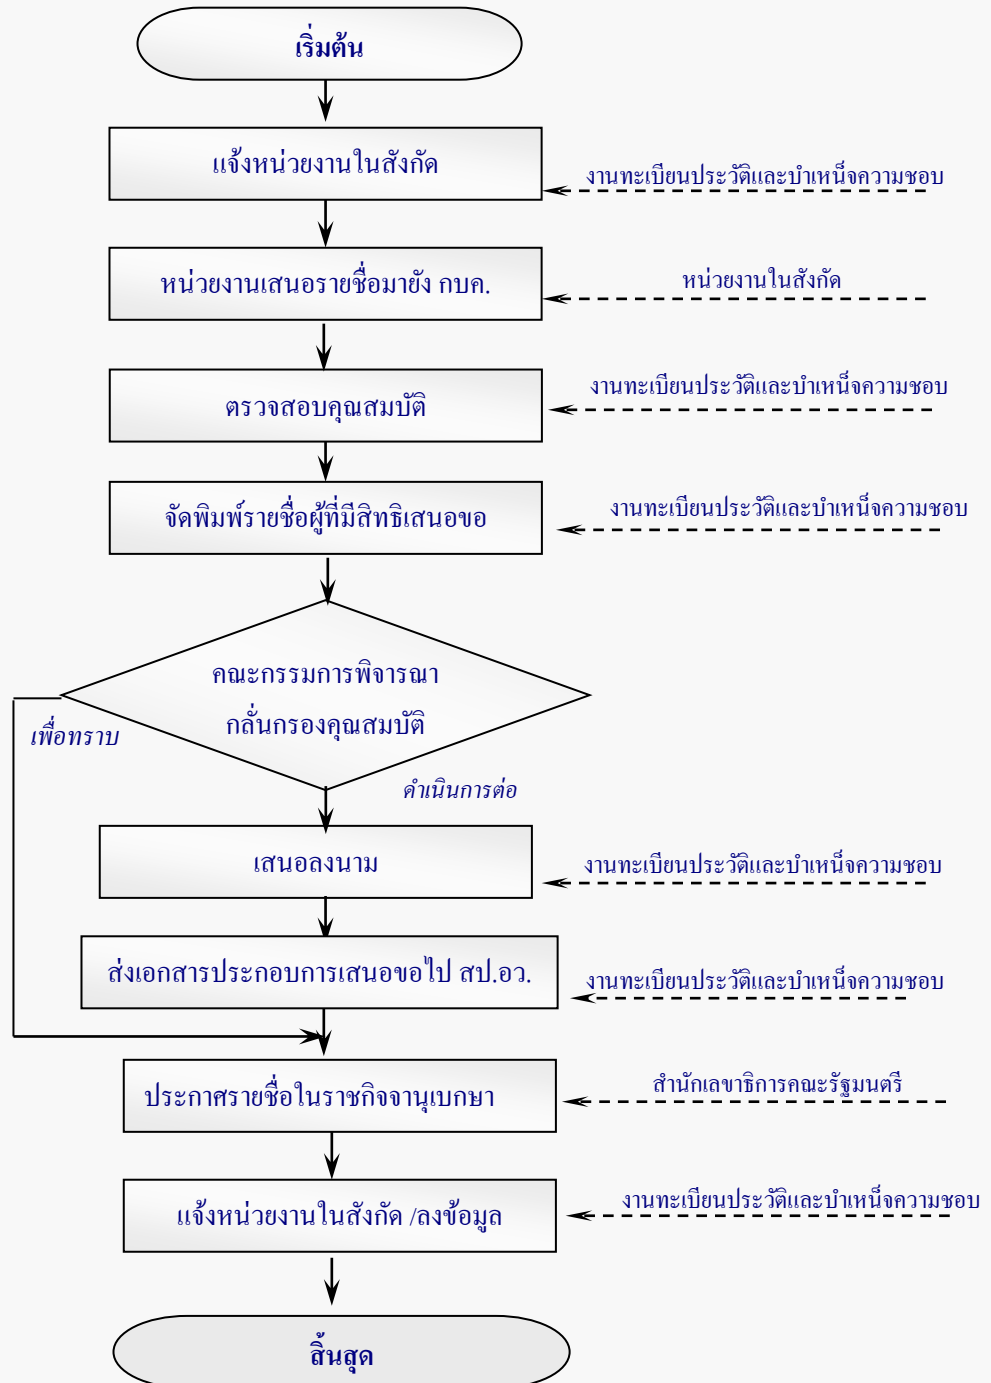 เริ่มต้น
แจ้งหน่วยงานในสังกัด
งานทะเบียนประวัติและบำเหน็จความชอบ
หน่วยงานเสนอรายชื่อมายัง กบค.
หน่วยงานในสังกัด
ตรวจสอบคุณสมบัติ
งานทะเบียนประวัติและบำเหน็จความชอบ
จัดพิมพ์รายชื่อผู้ที่มีสิทธิเสนอขอ
งานทะเบียนประวัติและบำเหน็จความชอบ
คณะกรรมการพิจารณา
กลั่นกรองคุณสมบัติ
เพื่อทราบ
ดำเนินการต่อ
เสนอลงนาม
งานทะเบียนประวัติและบำเหน็จความชอบ
ส่งเอกสารประกอบการเสนอขอไป สป.อว.
งานทะเบียนประวัติและบำเหน็จความชอบ
ประกาศรายชื่อในราชกิจจานุเบกษา
สำนักเลขาธิการคณะรัฐมนตรี
แจ้งหน่วยงานในสังกัด /ลงข้อมูล
งานทะเบียนประวัติและบำเหน็จความชอบ
สิ้นสุด